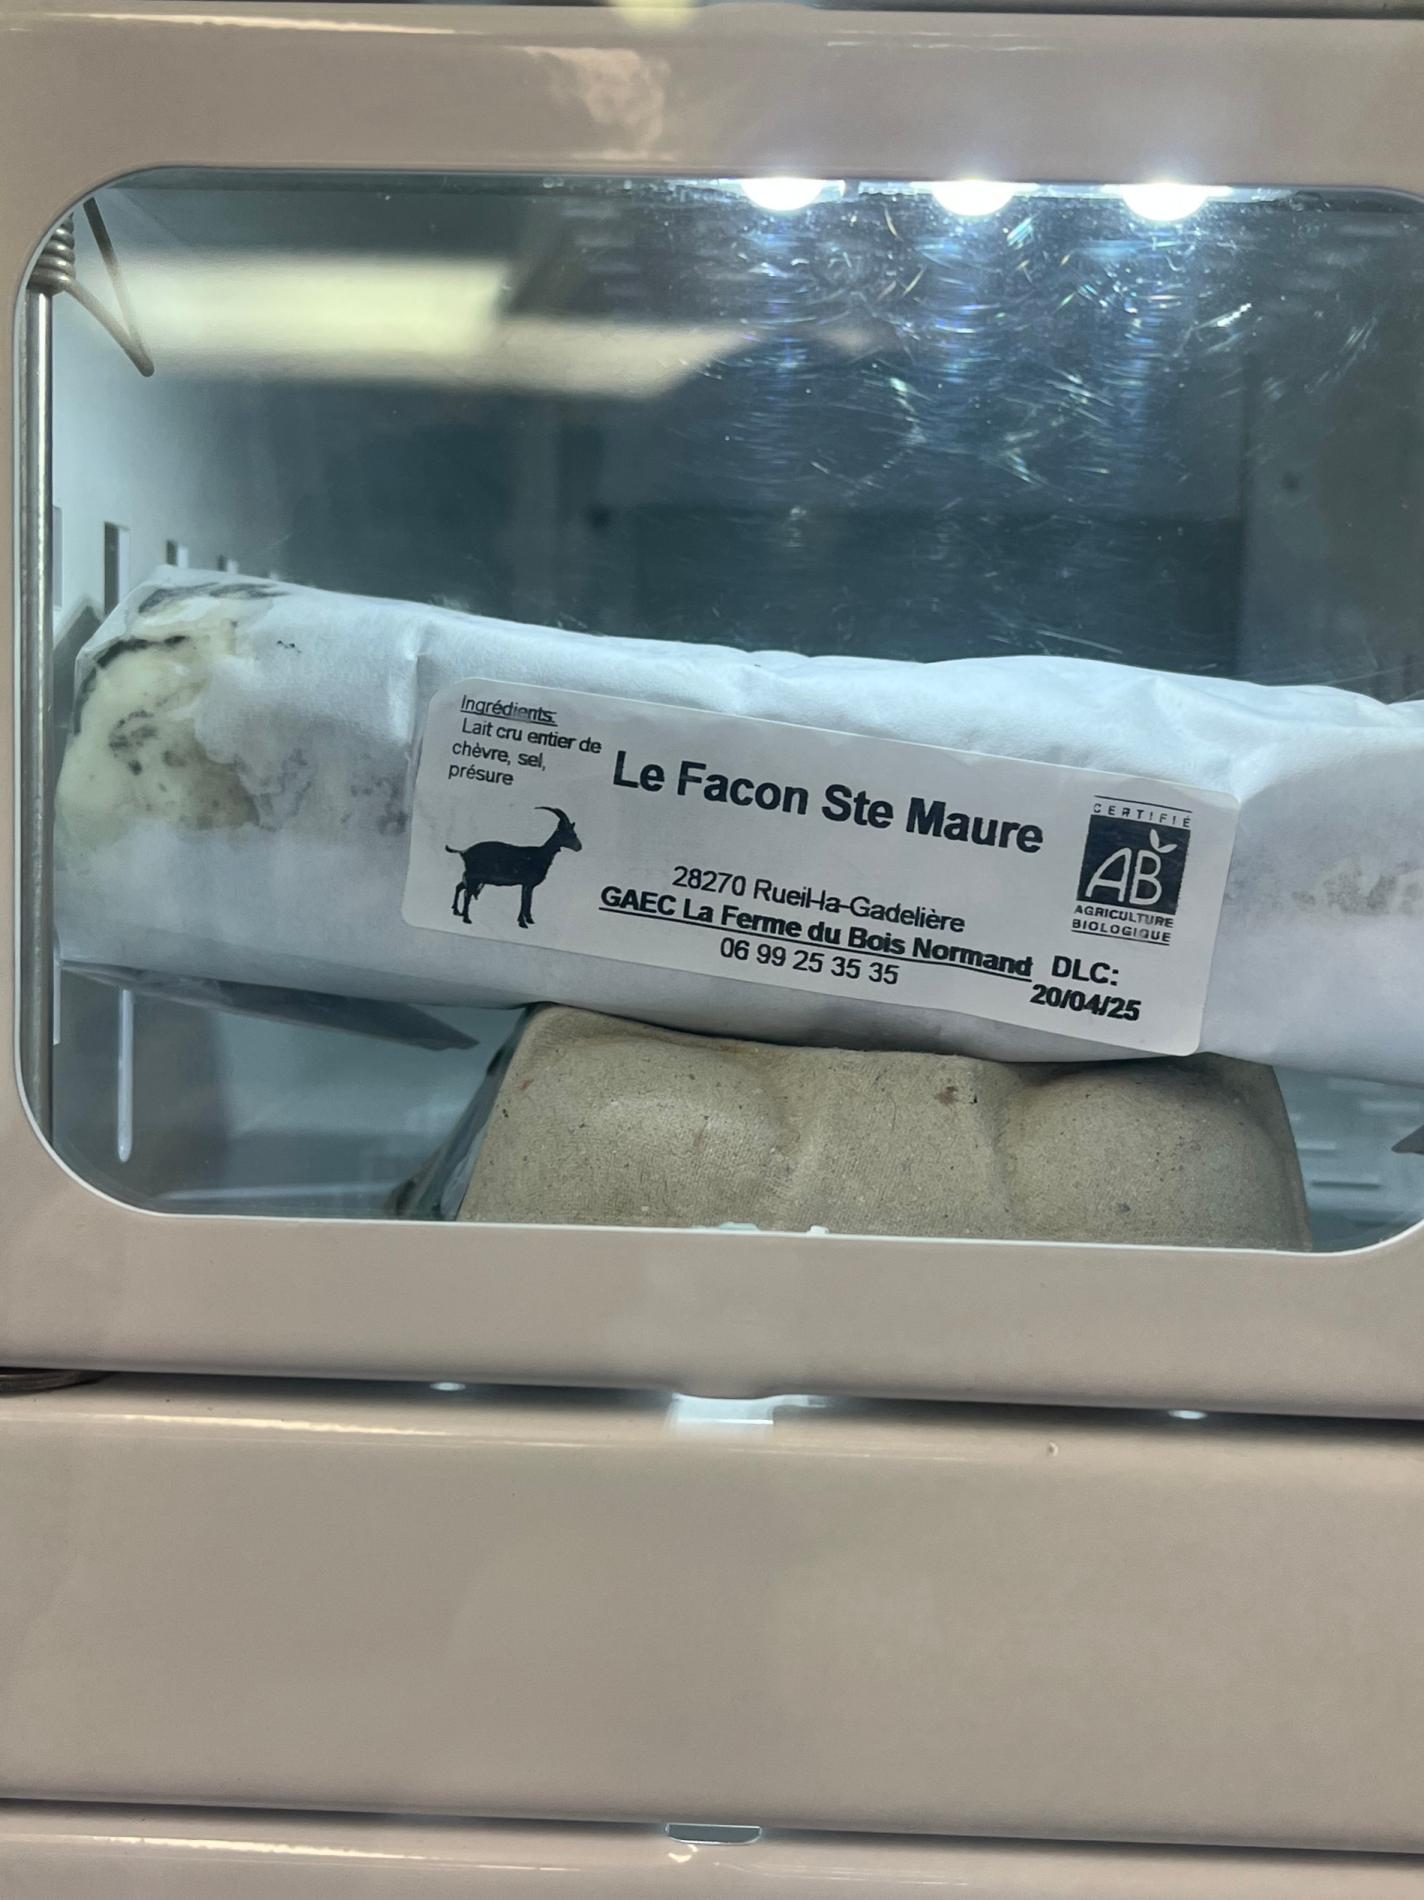 Ingrédients:
Lait cru entier de
chèvre, sel,
présure
Le Facon Ste Maure
28270 Rueil-la-Gadelière
GAEC La Ferme du Bois Normand
06 99 25 35 35
CERTIFIÉ
AB
AGRICULTURE
BIOLOGIQUE
DLC:
20/04/25